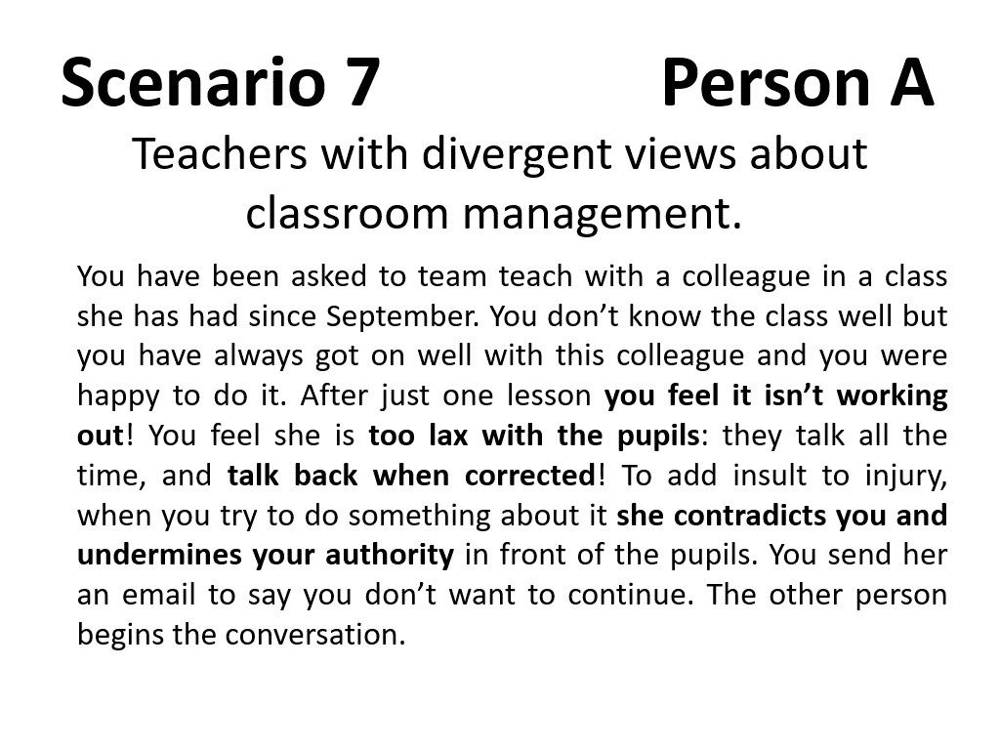 Scenario 7 Person A
Teachers with divergent views about
classroom management.
You have been asked to team teach with a colleague in a class
she has had since September. You don’t know the class well but
you have always got on well with this colleague and you were
happy to do it. After just one lesson you feel it isn’t working
out! You feel she is too lax with the pupils: they talk all the
time, and talk back when corrected! To add insult to injury,
when you try to do something about it she contradicts you and
undermines your authority in front of the pupils. You send her
an email to say you don’t want to continue. The other person
begins the conversation.